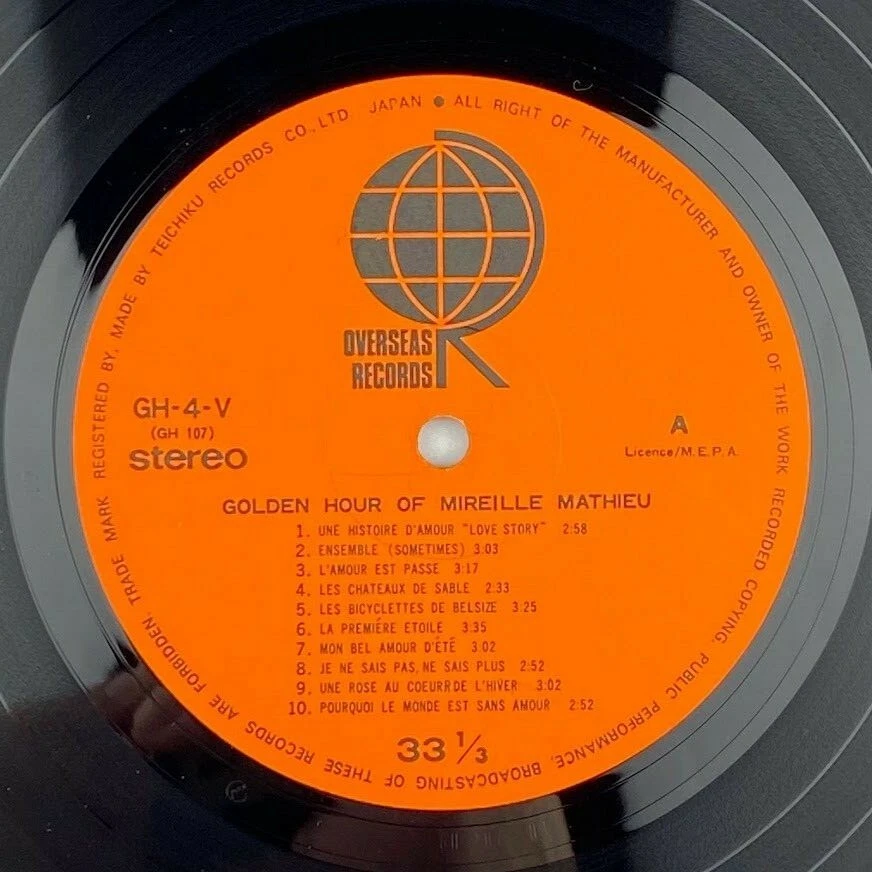 TRADE MARK REGISTERED BY, MADE BY TEICHIKU RECORDS CO., LTD. JAPAN ● ALL RIGHT OF THE MANUFACTURER AND OWNER OF THE WORK RECORDED COPYING, PUBLIC PERFORMANCE, BROADCASTING OF THESE RECORDS ARE FORBIDDEN.
OVERSEAS
RECORDS
GH-4-V
(GH 107)
stereo
A
Licence/M.E.P.A.
GOLDEN HOUR OF MIREILLE MATHIEU
1. UNE HISTOIRE D'AMOUR "LOVE STORY" 2:58
2. ENSEMBLE (SOMETIMES) 3:03
3. L'AMOUR EST PASSE 3:17
4. LES CHATEAUX DE SABLE 2:33
5. LES BICYCLETTES DE BELSIZE 3:25
6. LA PREMIÉRE ETOILE 3:35
7. MON BEL AMOUR D'ÉTÉ 3:02
8. JE NE SAIS PAS, NE SAIS PLUS 2:52
9. UNE ROSE AU COEURRDE L'HIVER 3:02
10. POURQUOI LE MONDE EST SANS AMOUR 2:52
33 1/3